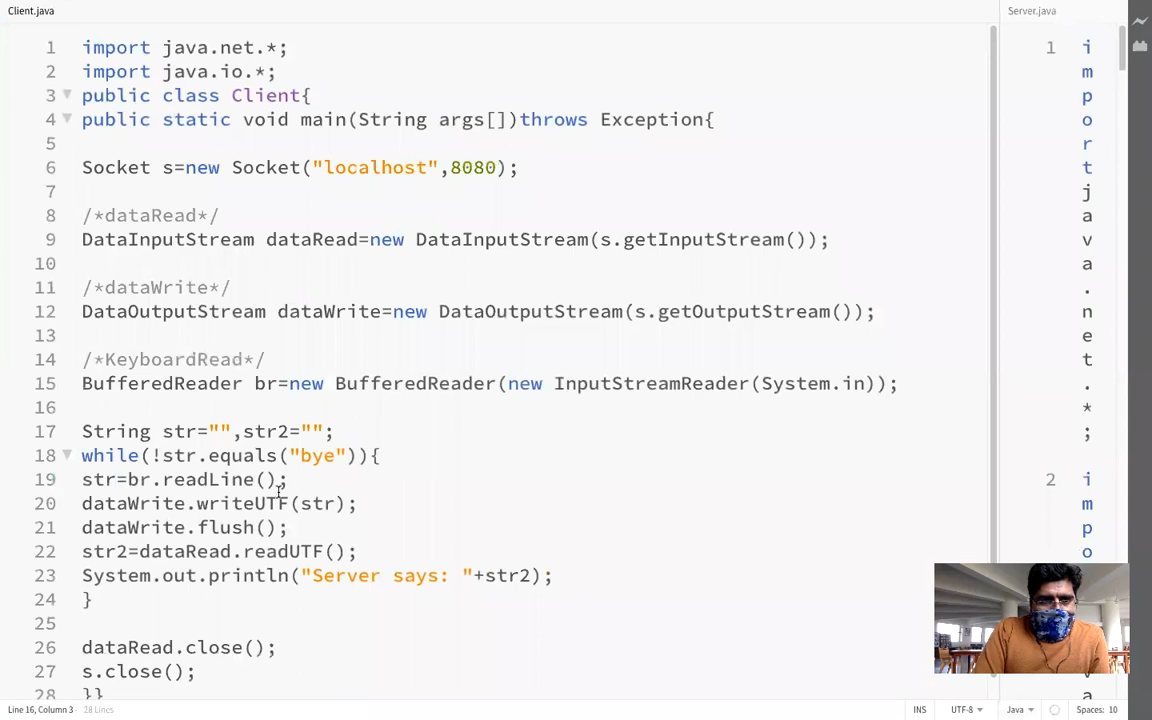 Client.java
1 import java.net.*;
2 import java.io.*;
3 public class Client{
4 public static void main(String args[])throws Exception{
5
6 Socket s=new Socket("localhost",8080);
7
8 /*dataRead*/
9 DataInputStream dataRead=new DataInputStream(s.getInputStream());
10
11 /*dataWrite*/
12 DataOutputStream dataWrite=new DataOutputStream(s.getOutputStream());
13
14 /*KeyboardRead*/
15 BufferedReader br=new BufferedReader(new InputStreamReader(System.in));
16
17 String str="",str2="";
18 while(!str.equals("bye")){
19 str=br.readLine();
20 dataWrite.writeUTF(str);
21 dataWrite.flush();
22 str2=dataRead.readUTF();
23 System.out.println("Server says: "+str2);
24 }
25
26 dataRead.close();
27 s.close();
28 }}
Server.java
1 i
m
p
o
r
t
j
a
v
a
.
n
e
t
.
*
;
2 i
m
p
o
v
a
Line 16, Column 3 28 Lines
INS UTF-8 Java Spaces: 10